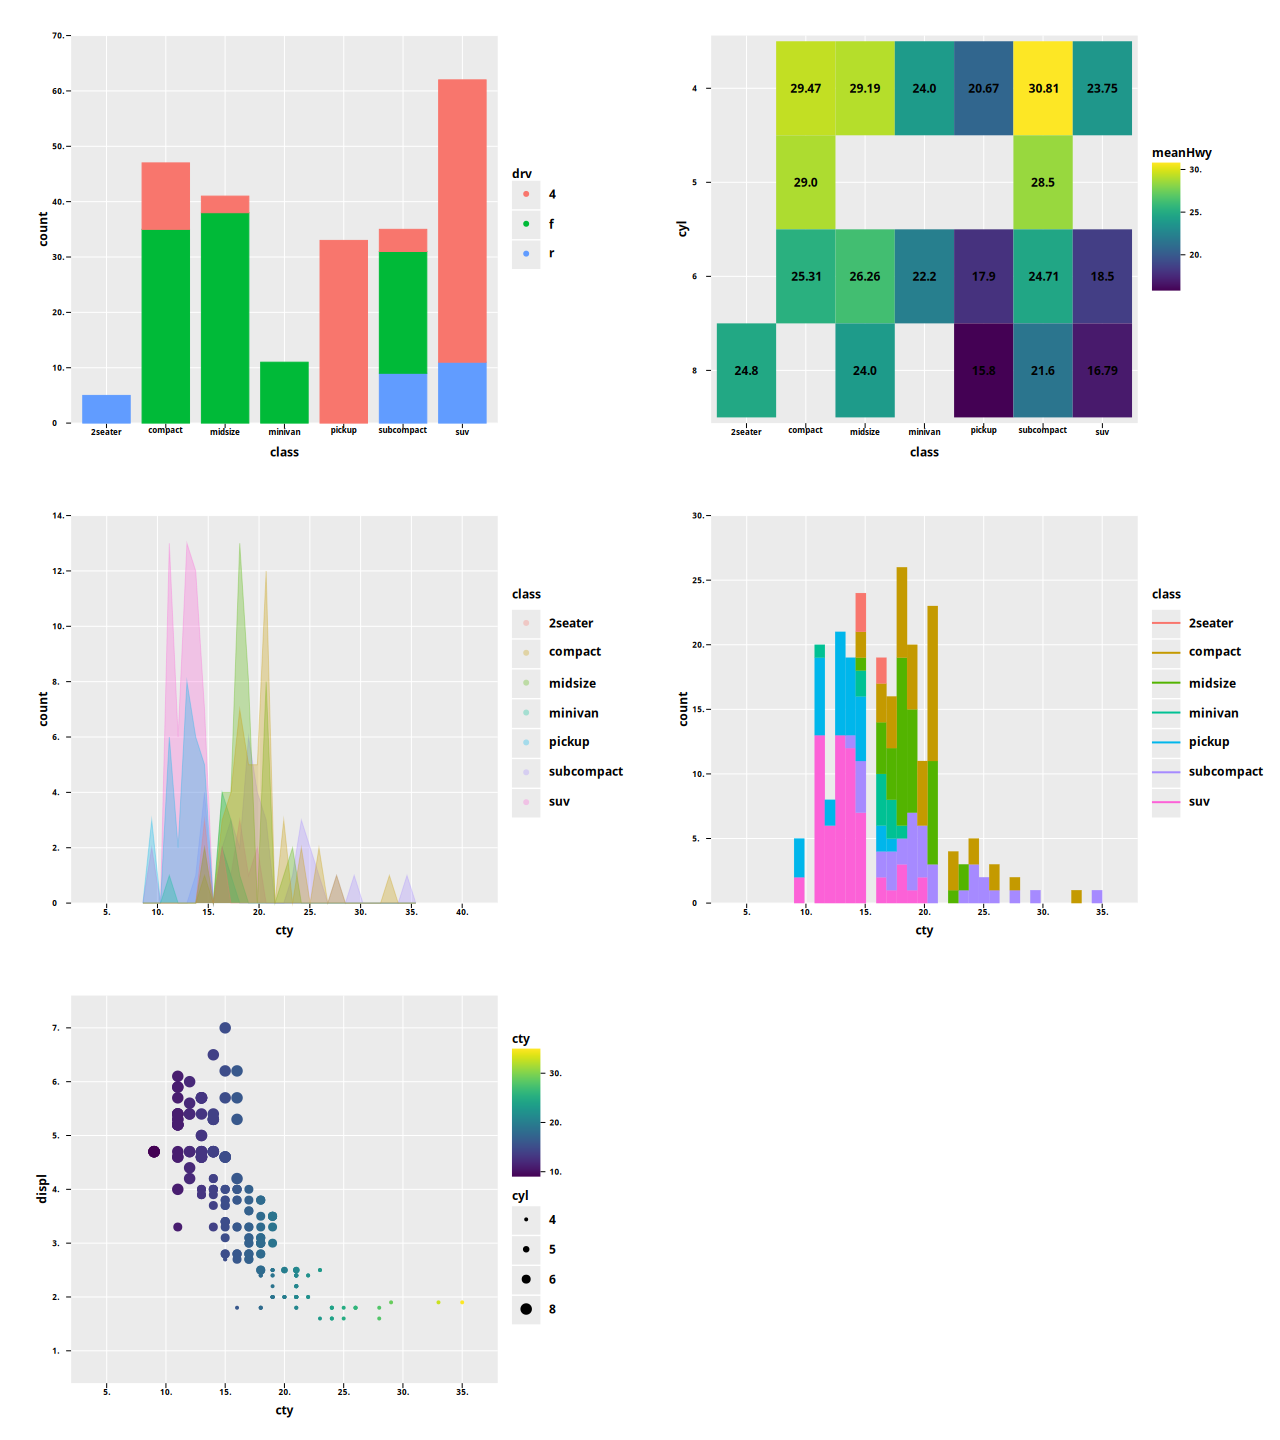 70.
60.
50.
40.
30.
20.
10.
0
count
2seater compact midsize minivan pickup subcompact suv
class
drv
4
f
r
29.47 29.19 24.0 20.67 30.81 23.75
29.0 28.5
25.31 26.26 22.2 17.9 24.71 18.5
24.8 24.0 15.8 21.6 16.79
4
5
6
8
cyl
2seater compact midsize minivan pickup subcompact suv
class
meanHwy
30.
25.
20.
14.
12.
10.
8.
6.
4.
2.
0
count
5. 10. 15. 20. 25. 30. 35. 40.
cty
class
2seater
compact
midsize
minivan
pickup
subcompact
suv
30.
25.
20.
15.
10.
5.
0
count
5. 10. 15. 20. 25. 30. 35.
cty
class
2seater
compact
midsize
minivan
pickup
subcompact
suv
7.
6.
5.
4.
3.
2.
1.
displ
5. 10. 15. 20. 25. 30. 35.
cty
cty
30.
20.
10.
cyl
4
5
6
8